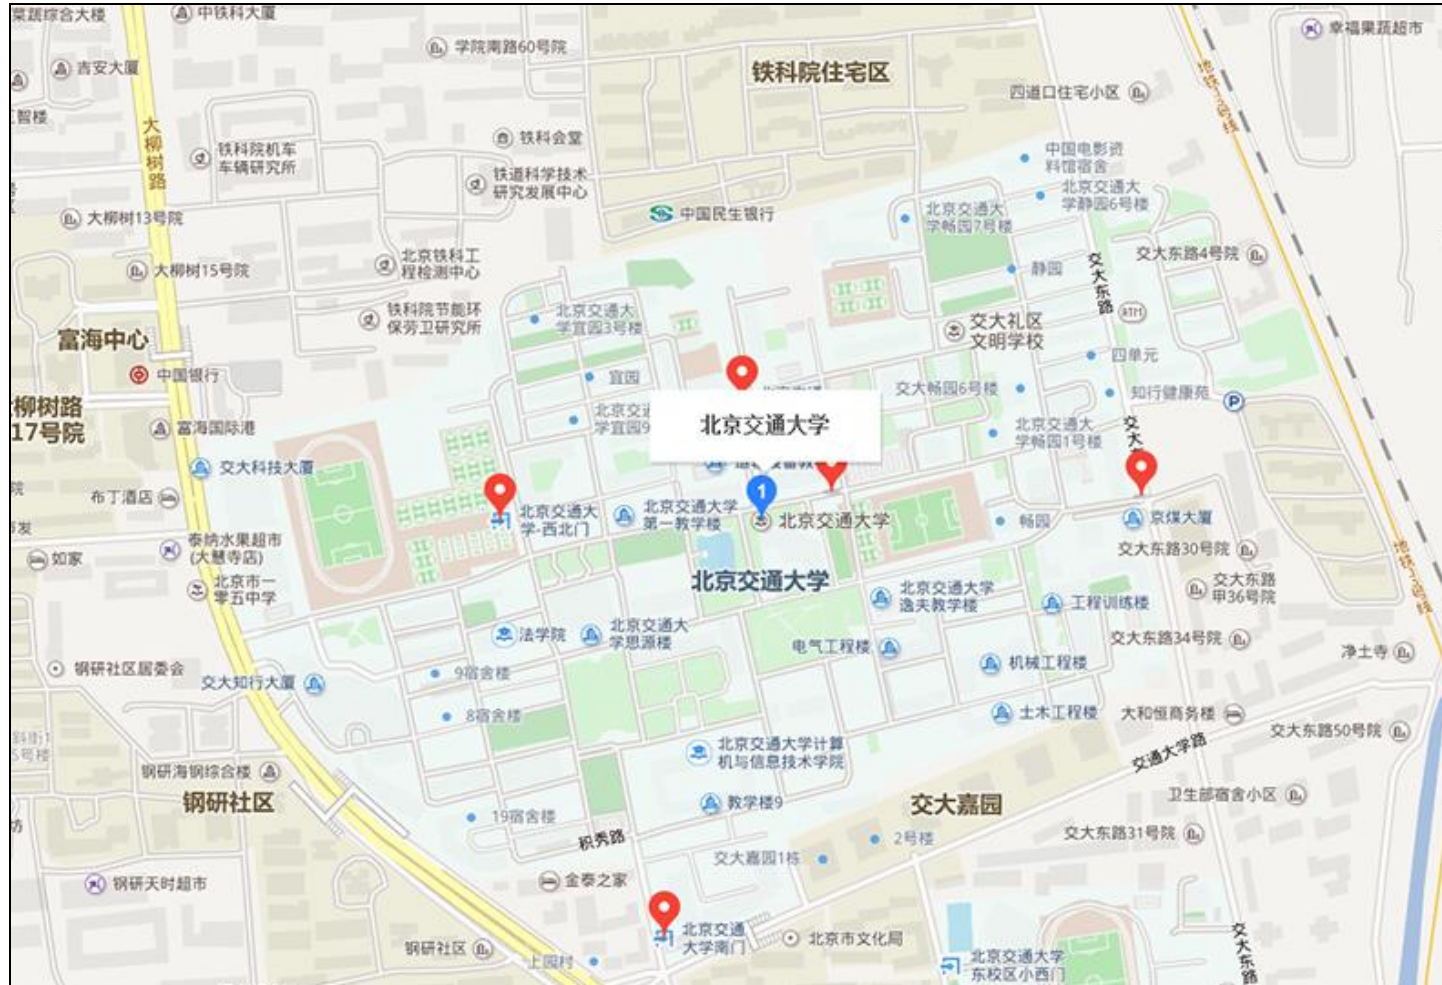 菜蔬综合大楼
中铁科大厦
学院南路60号院
幸福果蔬超市
吉安大厦
铁科院住宅区
四道口住宅小区
智楼
大柳树路
铁科院机车
车辆研究所
铁科会堂
地铁13号线
铁道科学技术
研究发展中心
中国电影资
料馆宿舍
北京交通大
学静园6号楼
大柳树13号院
中国民生银行
北京交通大
学畅园7号楼
大柳树15号院
北京铁科工
程检测中心
静园
交大东路
交大东路4号院
铁科院节能环
保劳卫研究所
北京交通大
学宜园3号楼
交大礼区
文明学校
ATM
富海中心
四单元
中国银行
宜园
交大畅园6号楼
知行健康苑
P
柳树路
17号院
富海国际港
北京交通大学
北京交通大
学畅园1号楼
交大
交大科技大厦
布丁酒店
北京交通大
学-西北门
北京交通大学
第一教学楼
1
北京交通大学
畅园
京煤大厦
泰纳水果超市
(大慧寺店)
如家
交大东路30号院
地铁13号线
北京市一
零五中学
北京交通大学
北京交通大学
逸夫教学楼
工程训练楼
交大东路
甲36号院
法学院
北京交通大
学思源楼
电气工程楼
交大东路34号院
净土寺
钢研社区居委会
9宿舍楼
机械工程楼
交大知行大厦
8宿舍楼
土木工程楼
大和恒商务楼
交大东路50号院
5号楼
北京交通大学计算
机与信息技术学院
交通大学路
钢研海钢综合楼
钢研社区
教学楼9
交大嘉园
卫生部宿舍小区
19宿舍楼
积秀路
2号楼
交大东路31号院
交大嘉园1栋
钢研天时超市
金泰之家
北京交通
大学南门
北京市文化局
钢研社区
上园村
北京交通大学
东校区小西门
交大东路